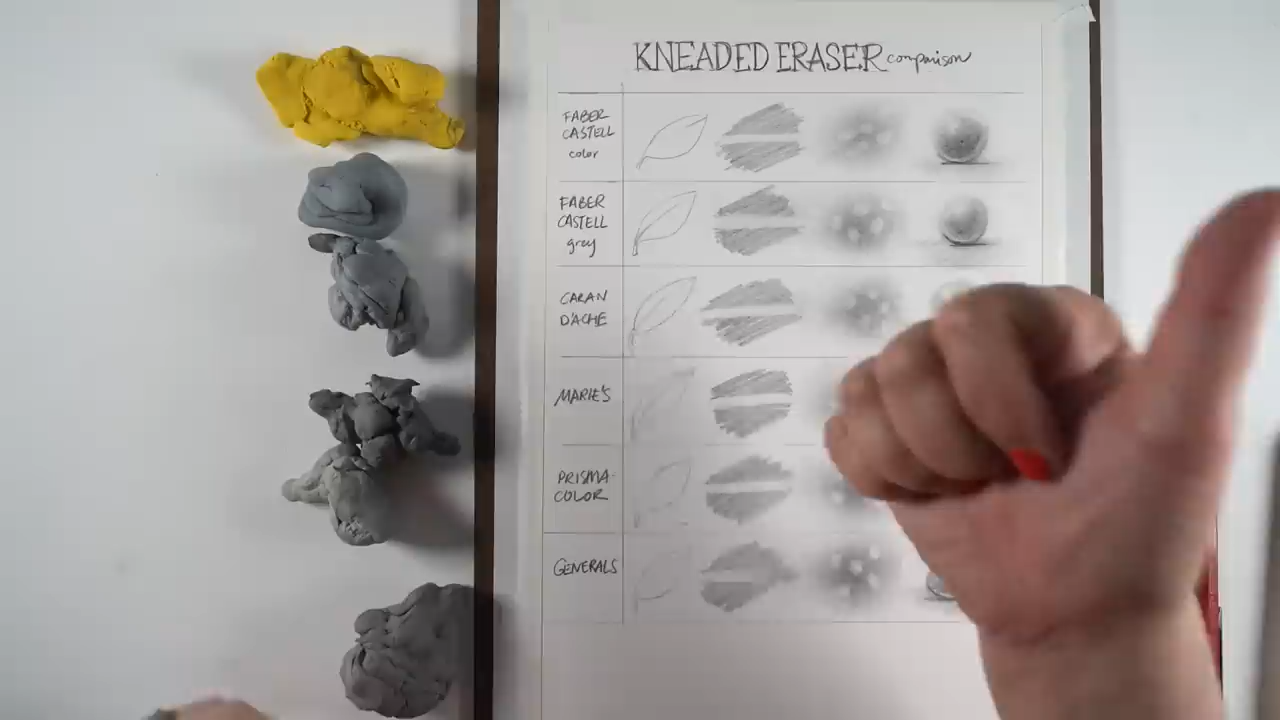 KNEADED ERASER comparison
FABER
CASTELL
color
FABER
CASTELL
grey
CARAN
D'ACHE
MARIE'S
PRISMA-
COLOR
GENERALS